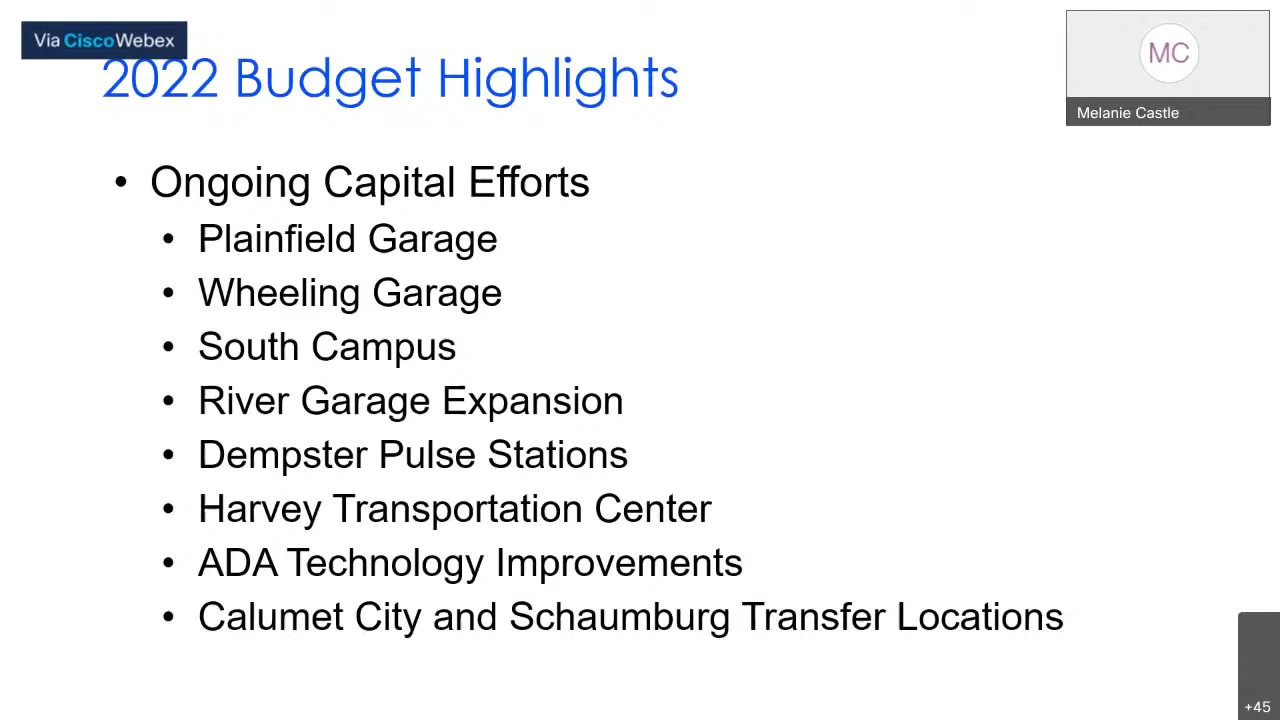 Via CiscoWebex
2022 Budget Highlights
MC
Melanie Castle
• Ongoing Capital Efforts
• Plainfield Garage
• Wheeling Garage
• South Campus
• River Garage Expansion
• Dempster Pulse Stations
• Harvey Transportation Center
• ADA Technology Improvements
• Calumet City and Schaumburg Transfer Locations
+45